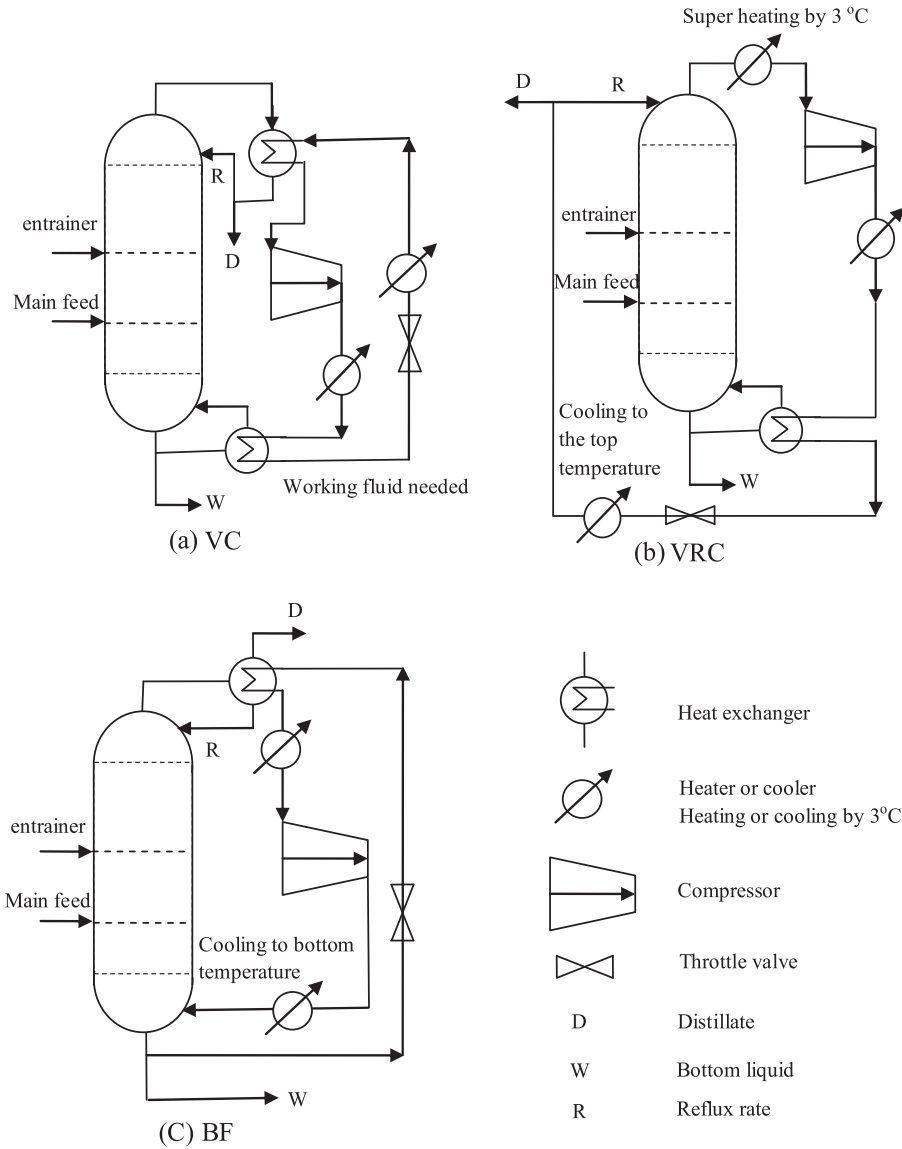 entrainer
Main feed
R
D
W
Working fluid needed
(a) VC
Super heating by 3 °C
D
R
entrainer
Main feed
Cooling to
the top
temperature
W
(b) VRC
D
R
entrainer
Main feed
Cooling to bottom
temperature
W
(C) BF
Heat exchanger
Heater or cooler
Heating or cooling by 3°C
Compressor
Throttle valve
D Distillate
W Bottom liquid
R Reflux rate